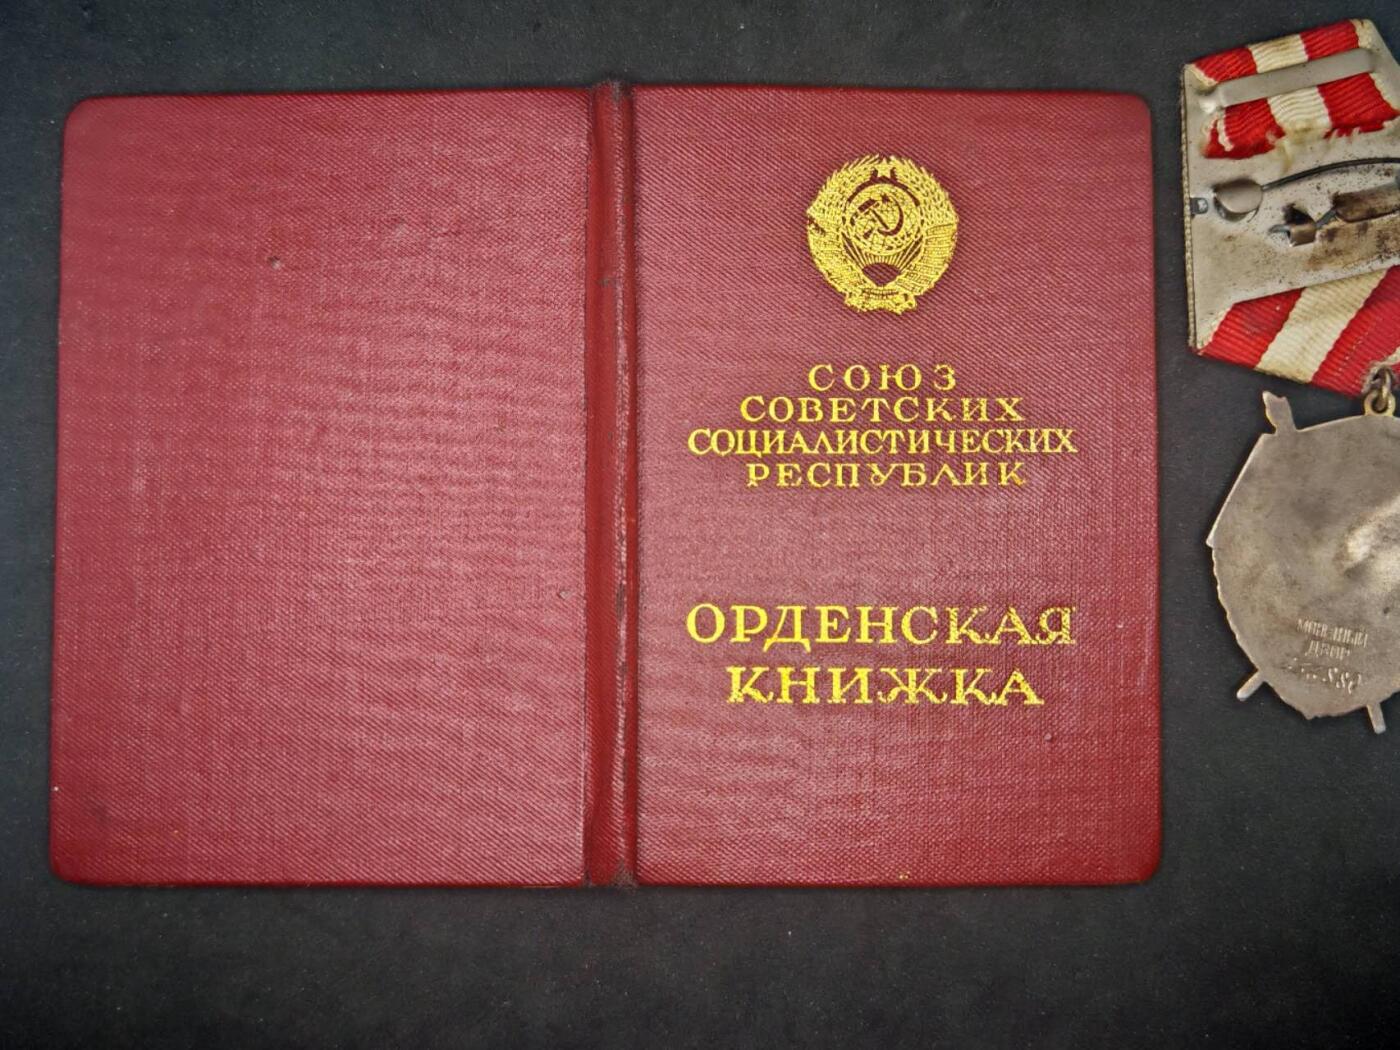 СОЮЗ
СОВЕТСКИХ
СОЦИАЛИСТИЧЕСКИХ
РЕСПУБЛИК
ОРДЕНСКАЯ
КНИЖКА
МОНЕТНЫЙ
ДВОР